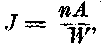 J = nA/W,